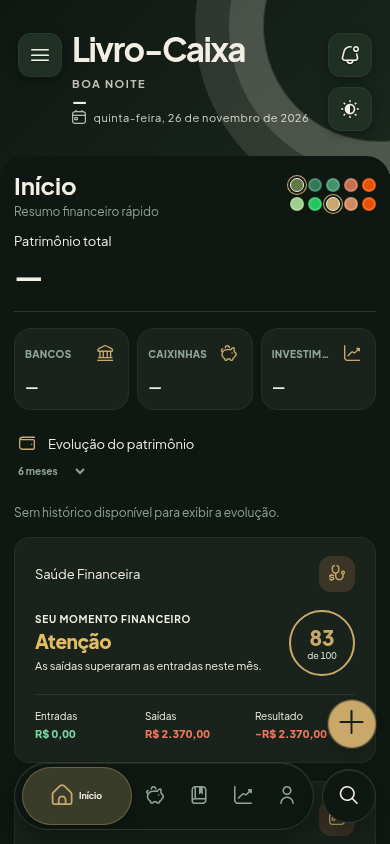 Livro-Caixa
BOA NOITE
—
quinta-feira, 26 de novembro de 2026
Início
Resumo financeiro rápido
Patrimônio total
—
BANCOS
CAIXINHAS
INVESTIM...
—
—
—
Evolução do patrimônio
6 meses
Sem histórico disponível para exibir a evolução.
Saúde Financeira
SEU MOMENTO FINANCEIRO
Atenção
As saídas superaram as entradas neste mês.
83
de 100
Entradas
Saídas
Resultado
R$ 0,00
R$ 2.370,00
-R$ 2.370,00
Início